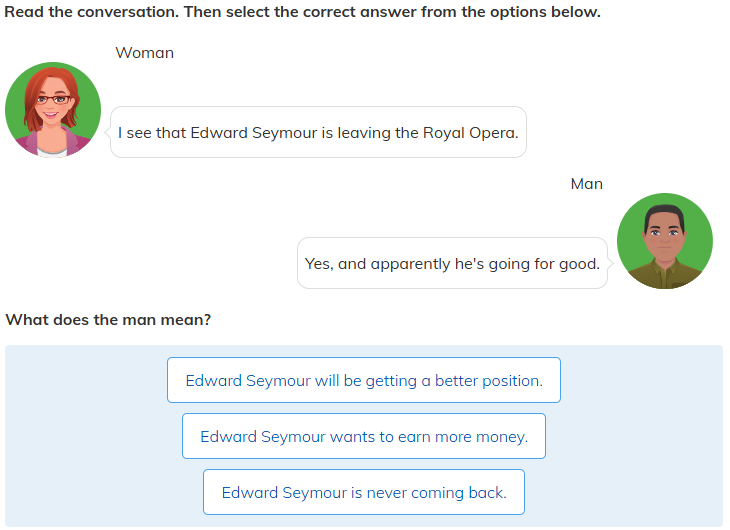 Read the conversation. Then select the correct answer from the options below.
Woman
I see that Edward Seymour is leaving the Royal Opera.
Man
Yes, and apparently he's going for good.
What does the man mean?
Edward Seymour will be getting a better position.
Edward Seymour wants to earn more money.
Edward Seymour is never coming back.